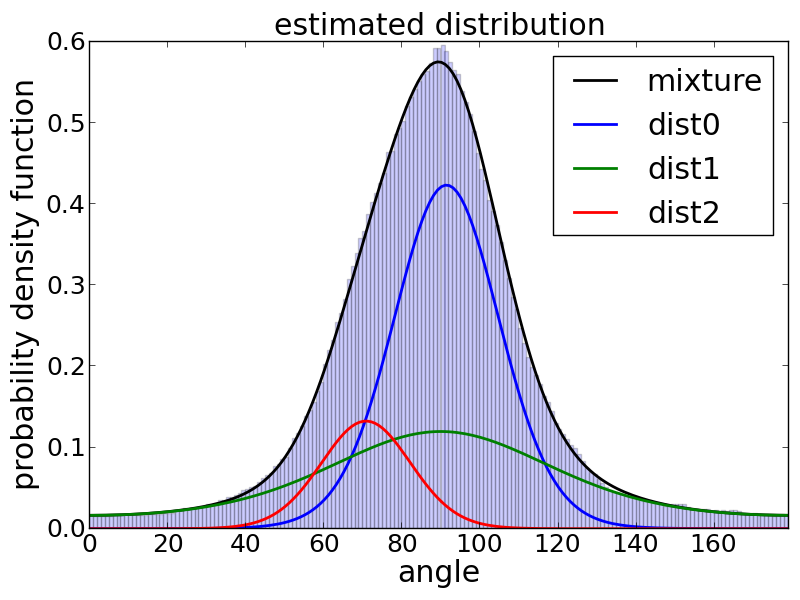 estimated distribution
probability density function
0.6
0.5
0.4
0.3
0.2
0.1
0.0
mixture
dist0
dist1
dist2
0 20 40 60 80 100 120 140 160
angle